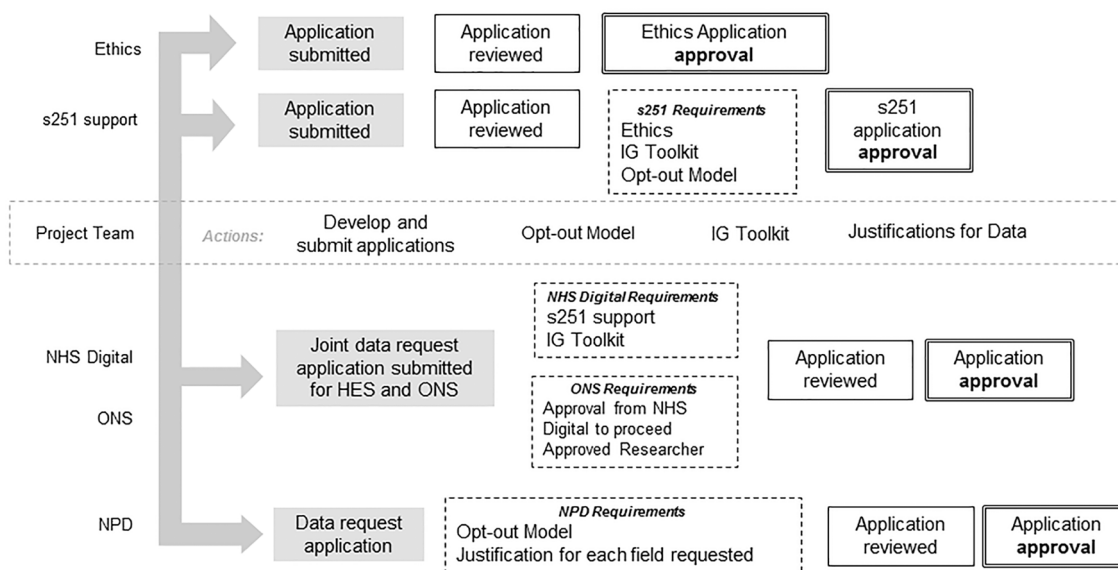 Ethics
Application
submitted
Application
reviewed
Ethics Application
approval
s251 support
Application
submitted
Application
reviewed
s251 Requirements
Ethics
IG Toolkit
Opt-out Model
s251
application
approval
Project Team
Actions:
Develop and
submit applications
Opt-out Model
IG Toolkit
Justifications for Data
NHS Digital
ONS
Joint data request
application submitted
for HES and ONS
NHS Digital Requirements
s251 support
IG Toolkit
ONS Requirements
Approval from NHS
Digital to proceed
Approved Researcher
Application
reviewed
Application
approval
NPD
Data request
application
NPD Requirements
Opt-out Model
Justification for each field requested
Application
reviewed
Application
approval